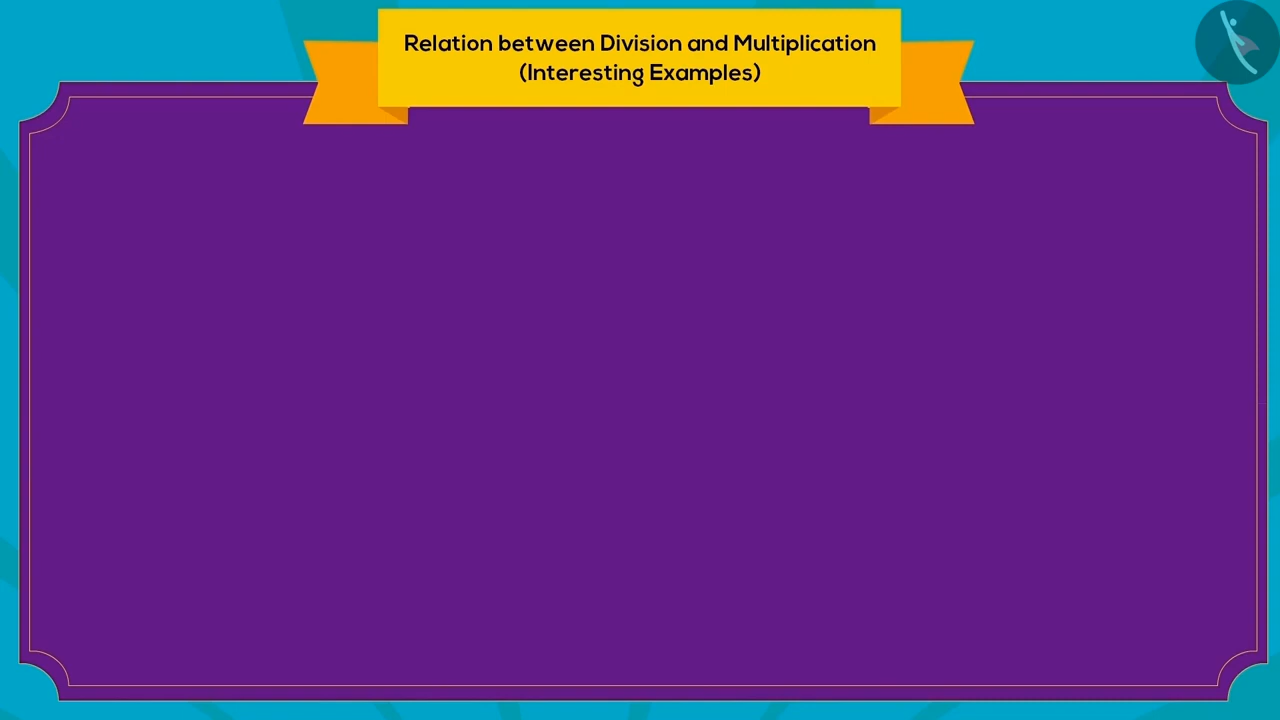 Relation between Division and Multiplication
(Interesting Examples)